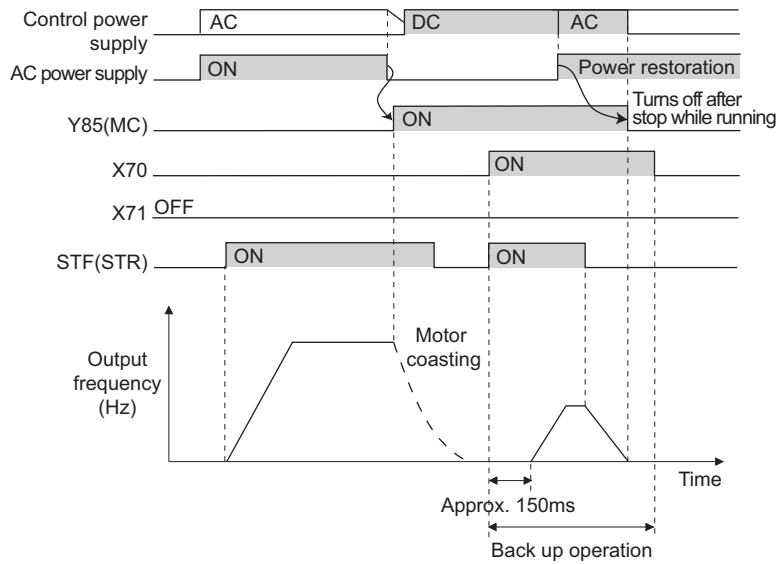 Control power supply
AC
DC
AC
AC power supply
ON
Power restoration
Turns off after
stop while running
Y85(MC)
ON
X70
ON
X71
OFF
STF(STR)
ON
ON
Output
frequency
(Hz)
Motor
coasting
Time
Approx. 150ms
Back up operation